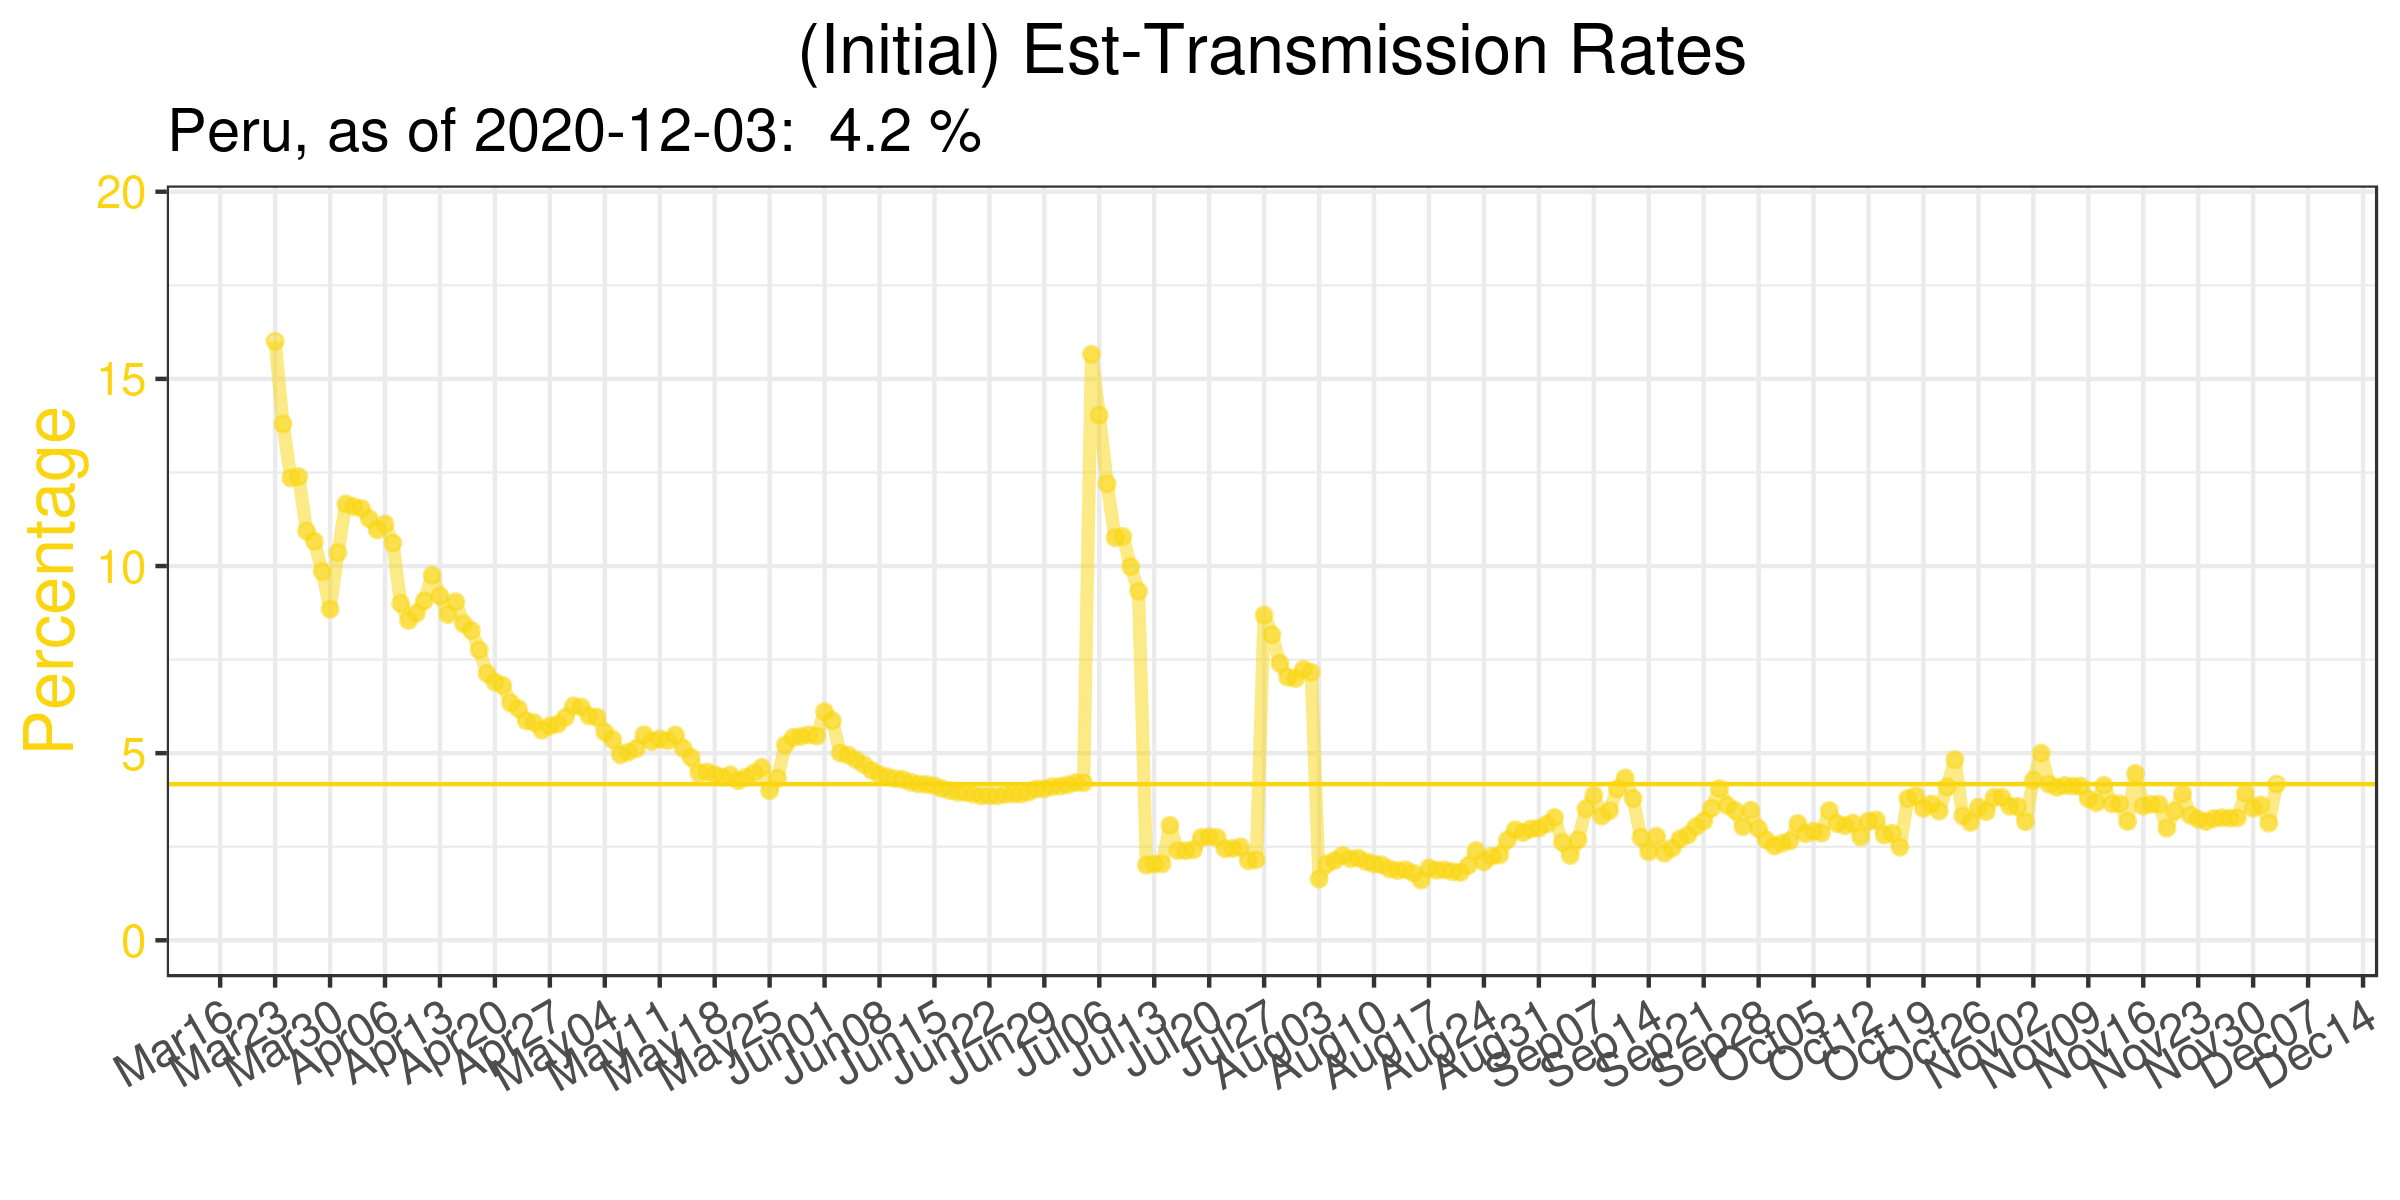 (Initial) Est-Transmission Rates
Peru, as of 2020-12-03:  4.2 %
Percentage
20
15
10
5
0
Mar16
Mar23
Mar30
Apr06
Apr13
Apr20
Apr27
May04
May11
May18
May25
Jun01
Jun08
Jun15
Jun22
Jun29
Jul06
Jul13
Jul20
Jul27
Aug03
Aug10
Aug17
Aug24
Aug31
Sep07
Sep14
Sep21
Sep28
Oct05
Oct12
Oct19
Oct26
Nov02
Nov09
Nov16
Nov23
Nov30
Dec07
Dec14